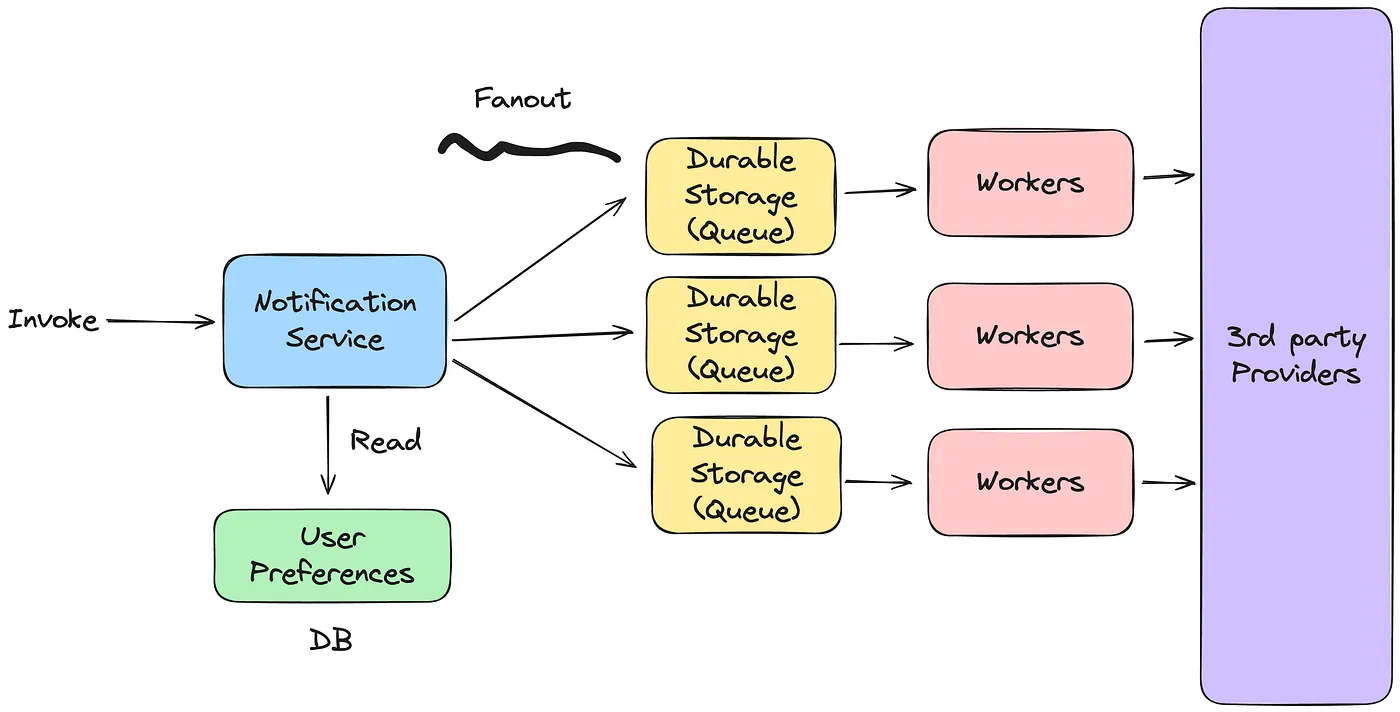 Fanout
Invoke
Notification
Service
Read
User
Preferences
DB
Durable
Storage
(Queue)
Workers
Durable
Storage
(Queue)
Workers
Durable
Storage
(Queue)
Workers
3rd party
Providers